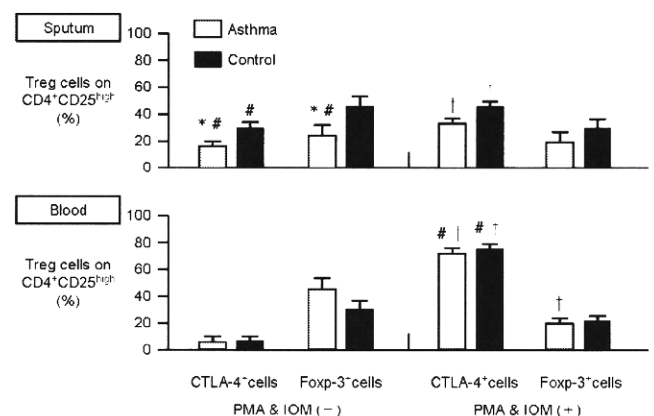 Sputum
Asthma
Control
Treg cells on
CD4⁺CD25ʰⁱᵍʰ
(%)
100
80
60
40
20
0
* # # * # † †
Blood
Treg cells on
CD4⁺CD25ʰⁱᵍʰ
(%)
100
80
60
40
20
0
# † # † †
CTLA-4⁺cells Foxp-3⁺cells CTLA-4⁺cells Foxp-3⁺cells
PMA & IOM (−) PMA & IOM (+)